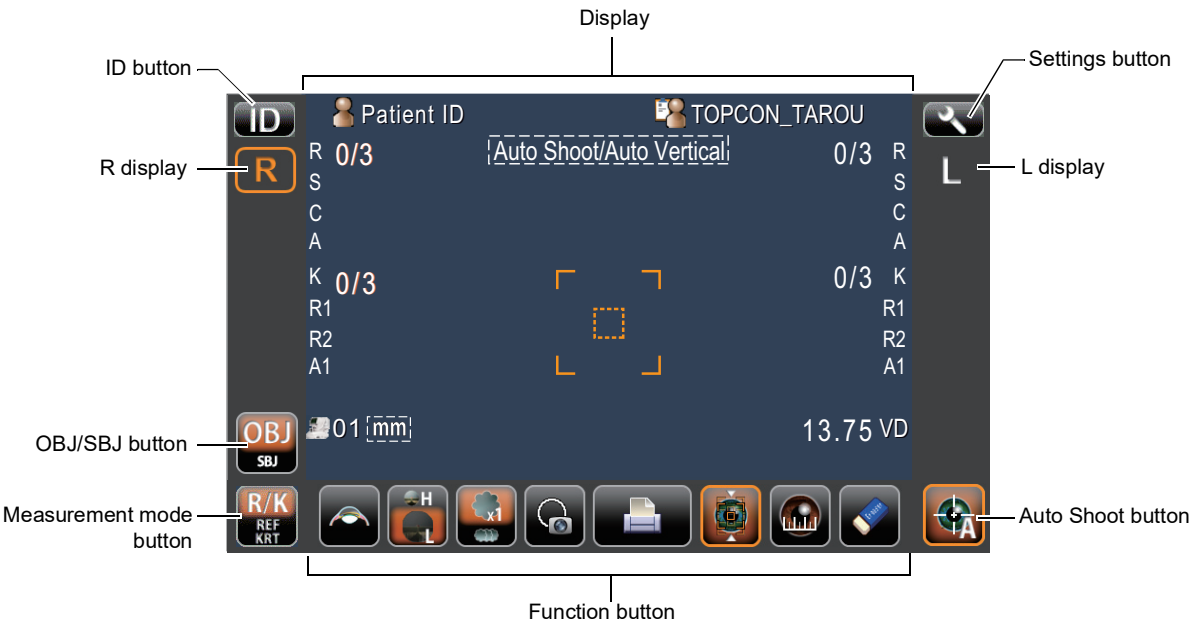 Display
ID button
Settings button
ID
Patient ID
TOPCON_TAROU
R display
R
R 0/3
Auto Shoot/Auto Vertical
0/3 R
L
L display
S
S
C
C
A
A
K 0/3
0/3 K
R1
R1
R2
R2
A1
A1
OBJ/SBJ button
OBJ
SBJ
01 mm
13.75 VD
Measurement mode
button
R/K
REF
KRT
H
L
x1
Erase
A
Auto Shoot button
Function button